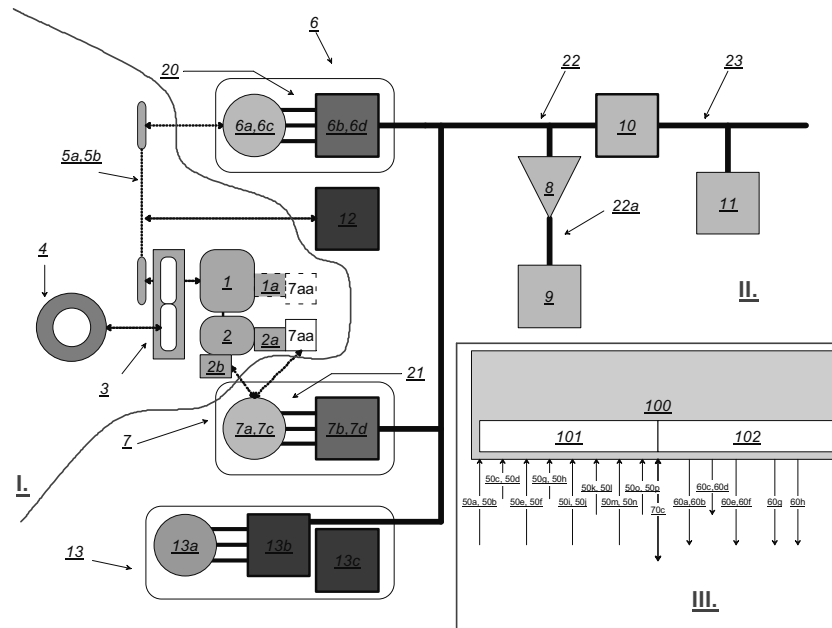 6
20
22
23
6a,6c
6b,6d
10
5a,5b
8
12
11
22a
4
1
1a
7aa
II.
9
2
2a
7aa
2b
3
21
7
7a,7c
7b,7d
100
101
102
I.
50c, 50d
50g, 50h
50k, 50l
50o, 50p
60c, 60d
50a, 50b
50e, 50f
50i, 50j
50m, 50n
70c
60a,60b
60e,60f
60g
60h
13
13a
13b
13c
III.